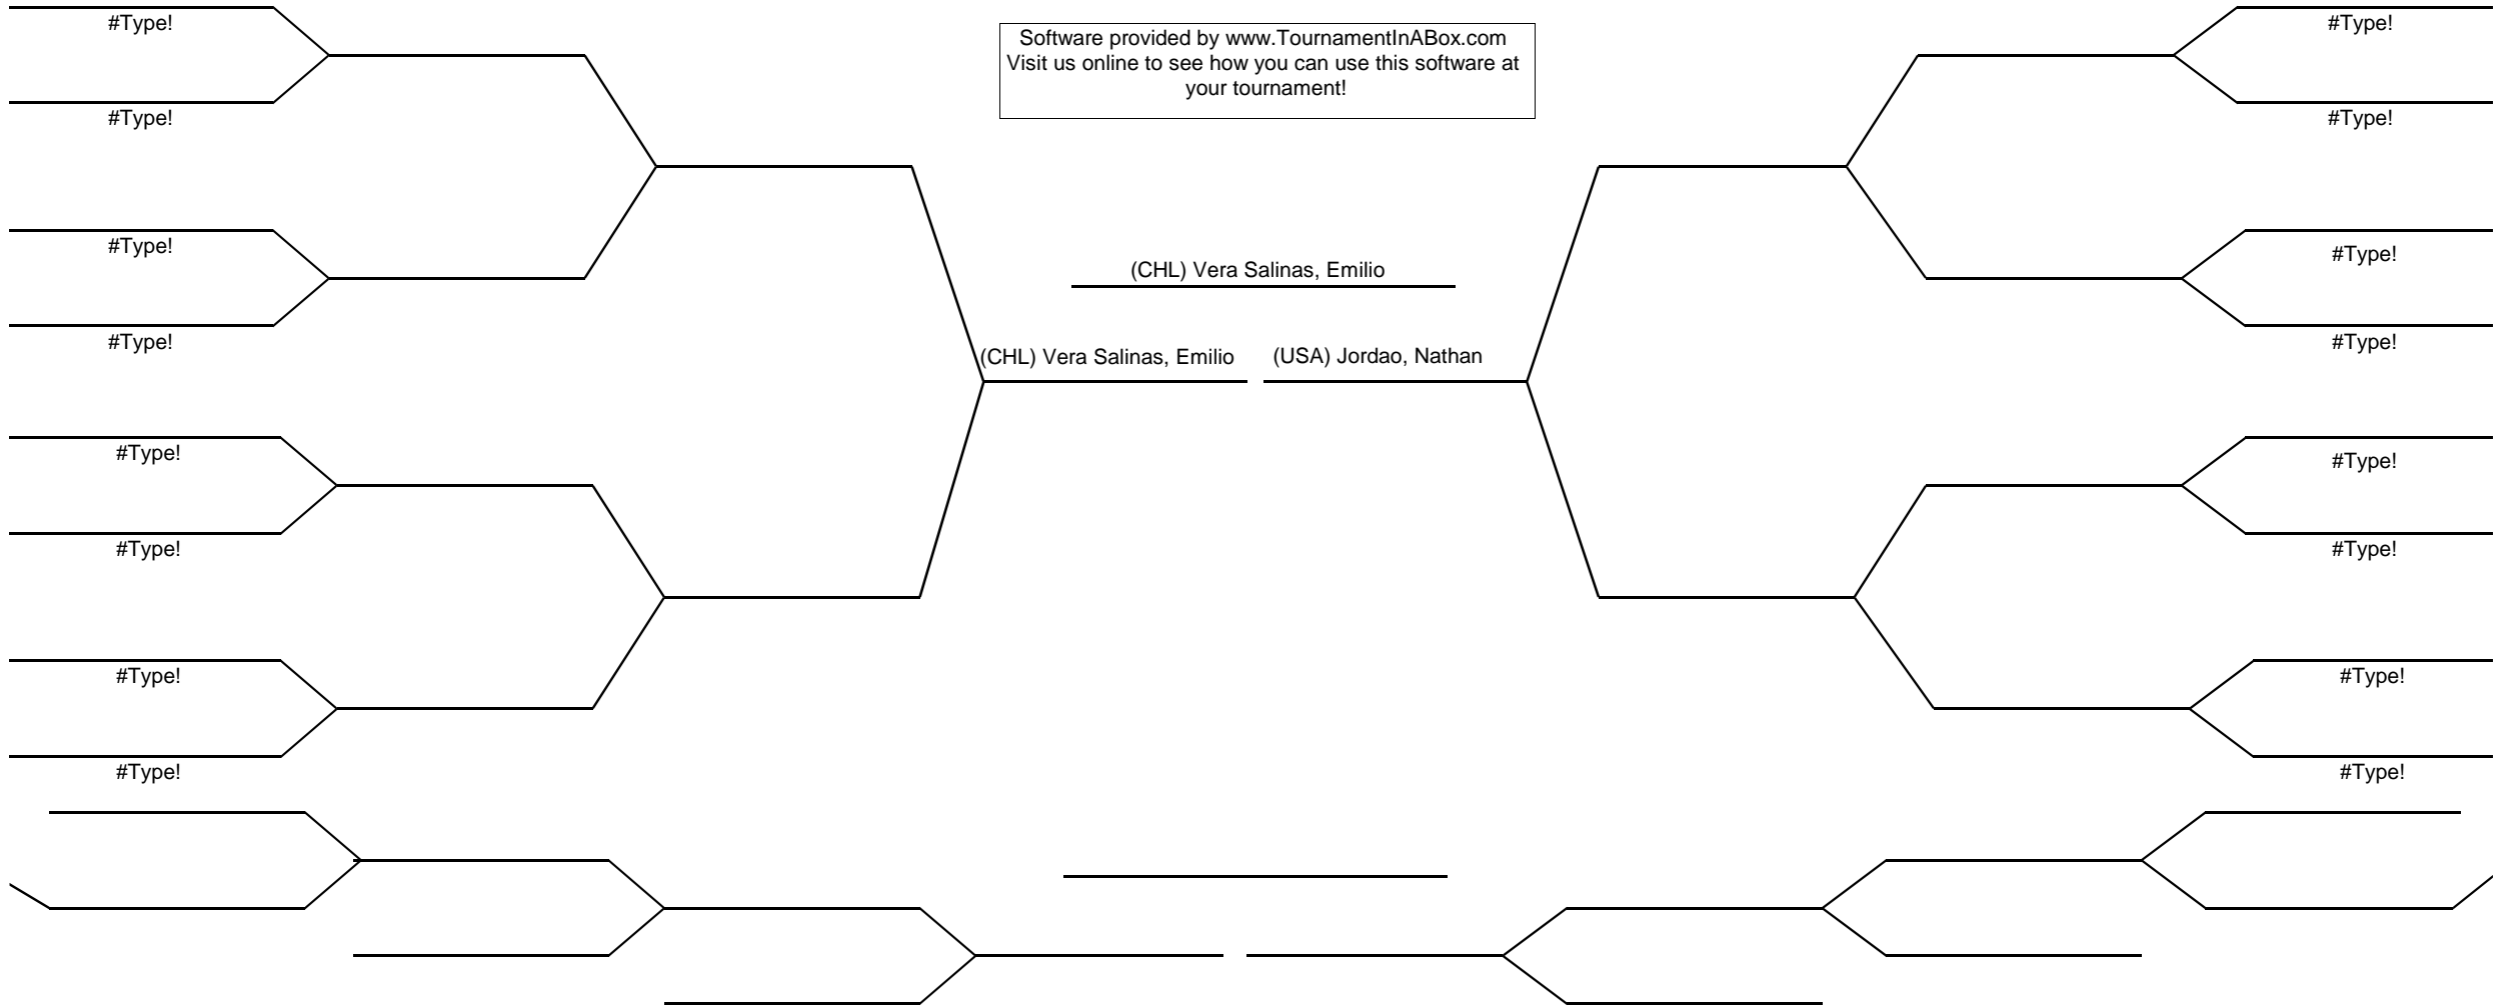 #Type!
#Type!
Software provided by www.TournamentInABox.com
Visit us online to see how you can use this software at
your tournament!
#Type!
#Type!
#Type!
#Type!
(CHL) Vera Salinas, Emilio
#Type!
#Type!
#Type!
(CHL) Vera Salinas, Emilio
(USA) Jordao, Nathan
#Type!
#Type!
#Type!
#Type!
#Type!
#Type!
#Type!
#Type!